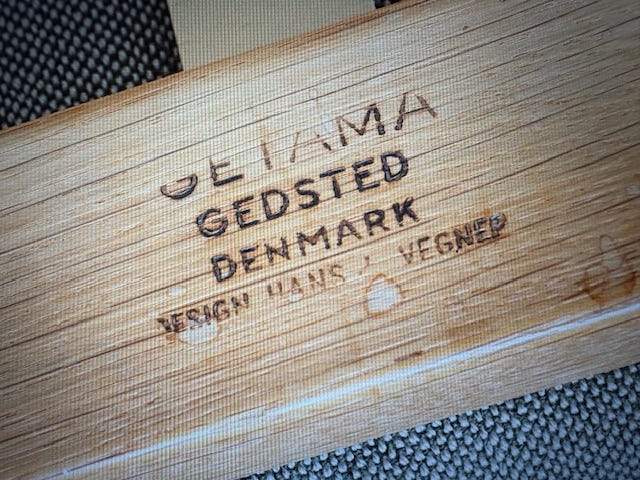 GETAMA
GEDSTED
DENMARK
DESIGN HANS J. WEGNER